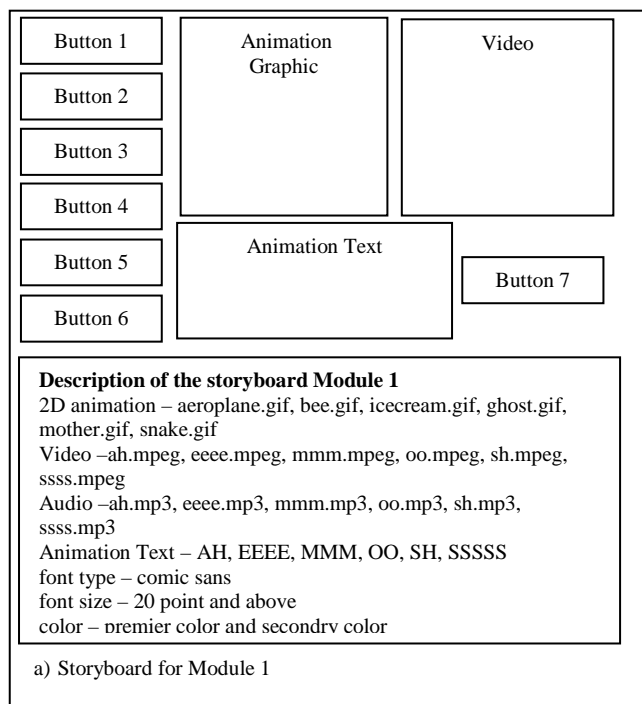 Button 1
Animation
Graphic
Video
Button 2
Button 3
Button 4
Button 5
Animation Text
Button 7
Button 6
Description of the storyboard Module 1
2D animation – aeroplane.gif, bee.gif, icecream.gif, ghost.gif,
mother.gif, snake.gif
Video –ah.mpeg, eeee.mpeg, mmm.mpeg, oo.mpeg, sh.mpeg,
ssss.mpeg
Audio –ah.mp3, eeee.mp3, mmm.mp3, oo.mp3, sh.mp3,
ssss.mp3
Animation Text – AH, EEEE, MMM, OO, SH, SSSSS
font type – comic sans
font size – 20 point and above
color – premier color and secondry color
a) Storyboard for Module 1